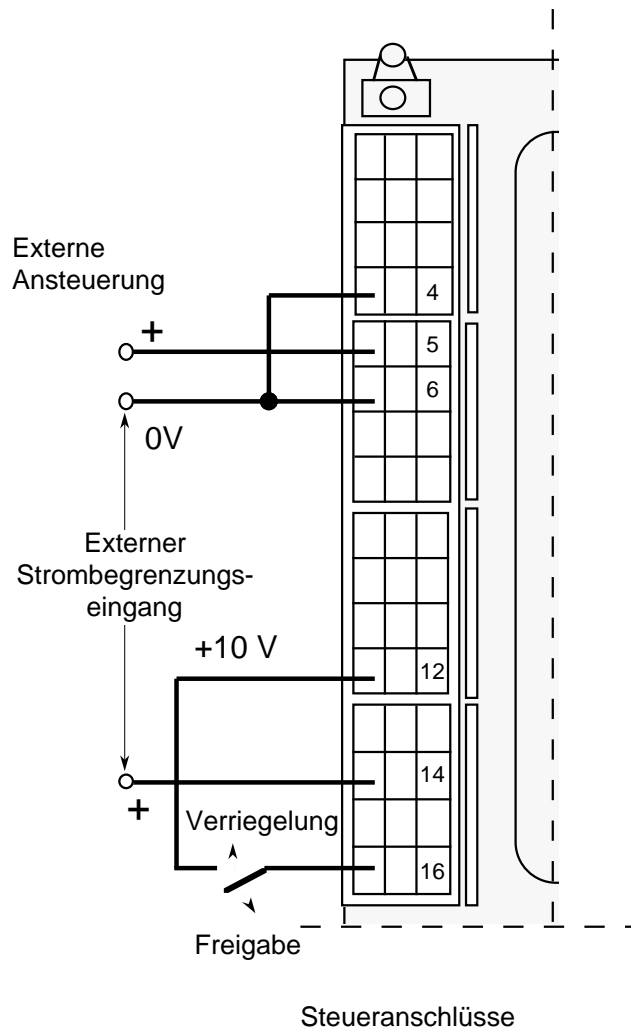 Externe
Ansteuerung
4
+
5
6
0V
Externer
Strombegrenzungs-
eingang
+10 V
12
14
+
Verriegelung
16
Freigabe
Steueranschlüsse